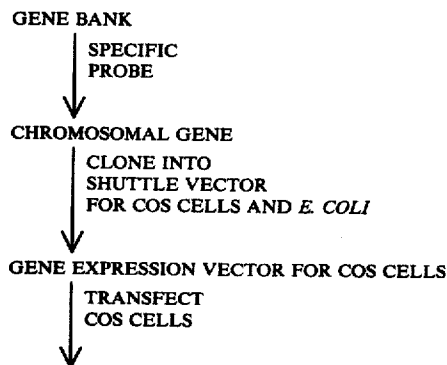 GENE BANK
SPECIFIC
PROBE
CHROMOSOMAL GENE
CLONE INTO
SHUTTLE VECTOR
FOR COS CELLS AND E. COLI
GENE EXPRESSION VECTOR FOR COS CELLS
TRANSFECT
COS CELLS